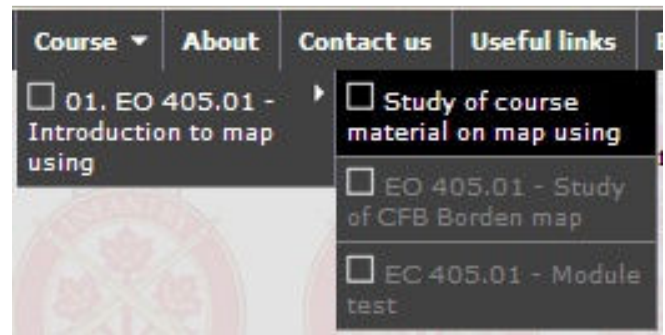 Course About Contact us Useful links
01. EO 405.01 -
Introduction to map
using
Study of course
material on map using
EO 405.01 - Study
of CFB Borden map
EC 405.01 - Module
test